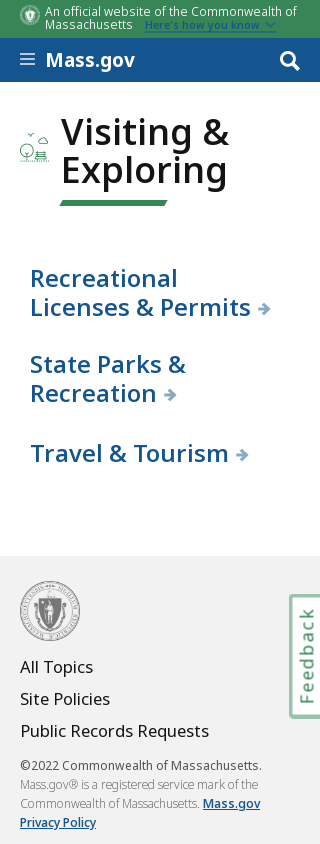 An official website of the Commonwealth of
Massachusetts Here's how you know
Mass.gov
Visiting &
Exploring
Recreational
Licenses & Permits
State Parks &
Recreation
Travel & Tourism
Feedback
All Topics
Site Policies
Public Records Requests
©2022 Commonwealth of Massachusetts.
Mass.gov® is a registered service mark of the
Commonwealth of Massachusetts. Mass.gov
Privacy Policy